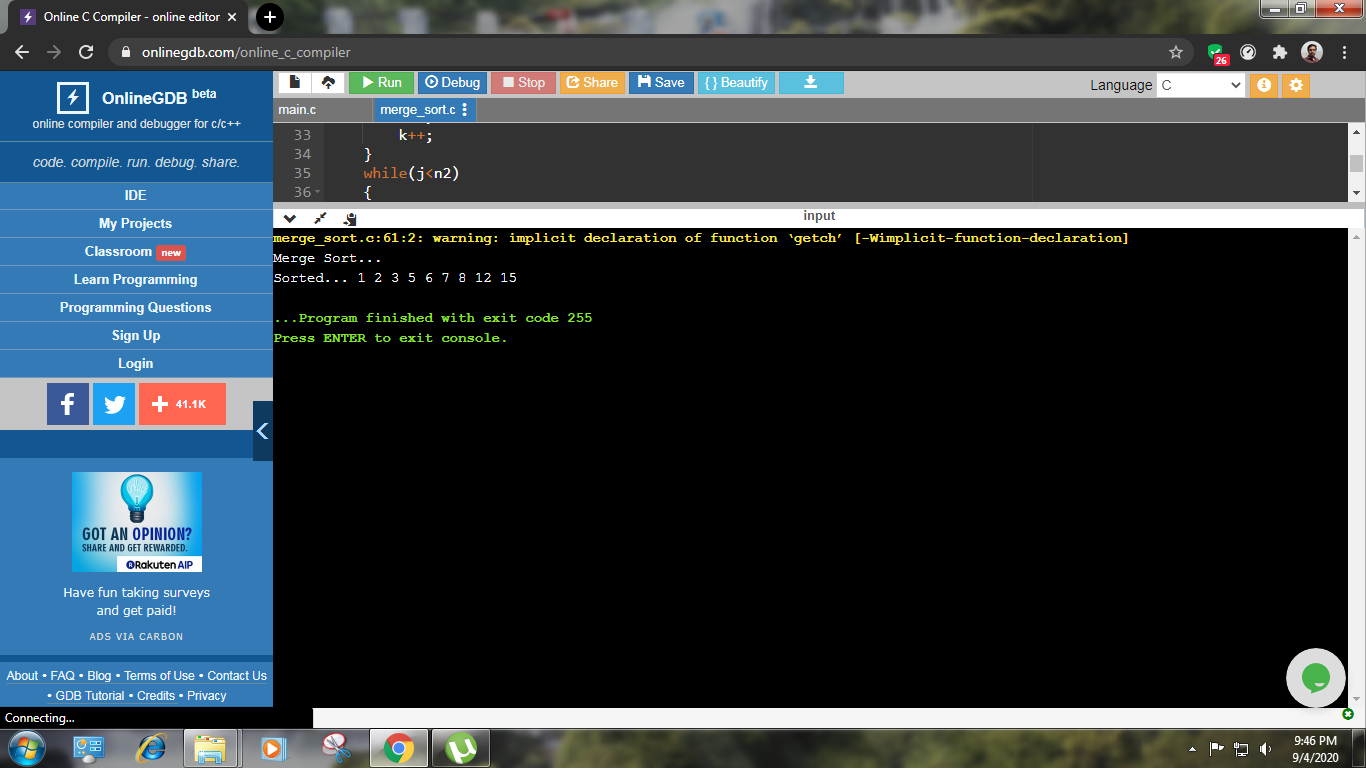 Online C Compiler - online editor
onlinegdb.com/online_c_compiler
26
OnlineGDB beta
online compiler and debugger for c/c++
code. compile. run. debug. share.
IDE
My Projects
Classroom new
Learn Programming
Programming Questions
Sign Up
Login
41.1K
GOT AN OPINION?
SHARE AND GET REWARDED.
Rakuten AIP
Have fun taking surveys
and get paid!
ADS VIA CARBON
About • FAQ • Blog • Terms of Use • Contact Us
• GDB Tutorial • Credits • Privacy
Connecting...
Run Debug Stop Share Save { } Beautify
Language C
main.c merge_sort.c
33 k++;
34 }
35 while(j<n2)
36 {
input
merge_sort.c:61:2: warning: implicit declaration of function ‘getch’ [-Wimplicit-function-declaration]
Merge Sort...
Sorted... 1 2 3 5 6 7 8 12 15
...Program finished with exit code 255
Press ENTER to exit console.
9:46 PM
9/4/2020